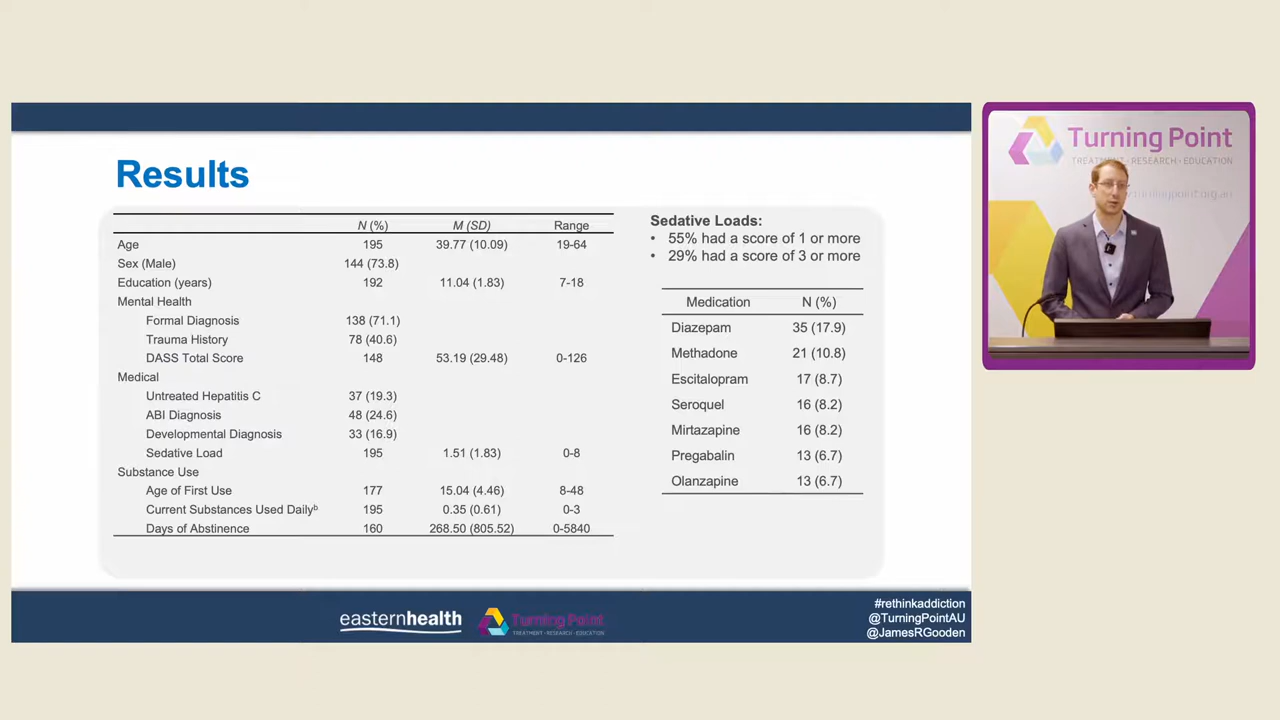 Results
N (%) M (SD) Range
Age 195 39.77 (10.09) 19-64
Sex (Male) 144 (73.8)
Education (years) 192 11.04 (1.83) 7-18
Mental Health
Formal Diagnosis 138 (71.1)
Trauma History 78 (40.6)
DASS Total Score 148 53.19 (29.48) 0-126
Medical
Untreated Hepatitis C 37 (19.3)
ABI Diagnosis 48 (24.6)
Developmental Diagnosis 33 (16.9)
Sedative Load 195 1.51 (1.83) 0-8
Substance Use
Age of First Use 177 15.04 (4.46) 8-48
Current Substances Used Dailyᵇ 195 0.35 (0.61) 0-3
Days of Abstinence 160 268.50 (805.52) 0-5840
Sedative Loads:
• 55% had a score of 1 or more
• 29% had a score of 3 or more
Medication N (%)
Diazepam 35 (17.9)
Methadone 21 (10.8)
Escitalopram 17 (8.7)
Seroquel 16 (8.2)
Mirtazapine 16 (8.2)
Pregabalin 13 (6.7)
Olanzapine 13 (6.7)
easternhealth
Turning Point
TREATMENT • RESEARCH • EDUCATION
#rethinkaddiction
@TurningPointAU
@JamesRGooden
Turning Point
TREATMENT • RESEARCH • EDUCATION
turningpoint.org.au